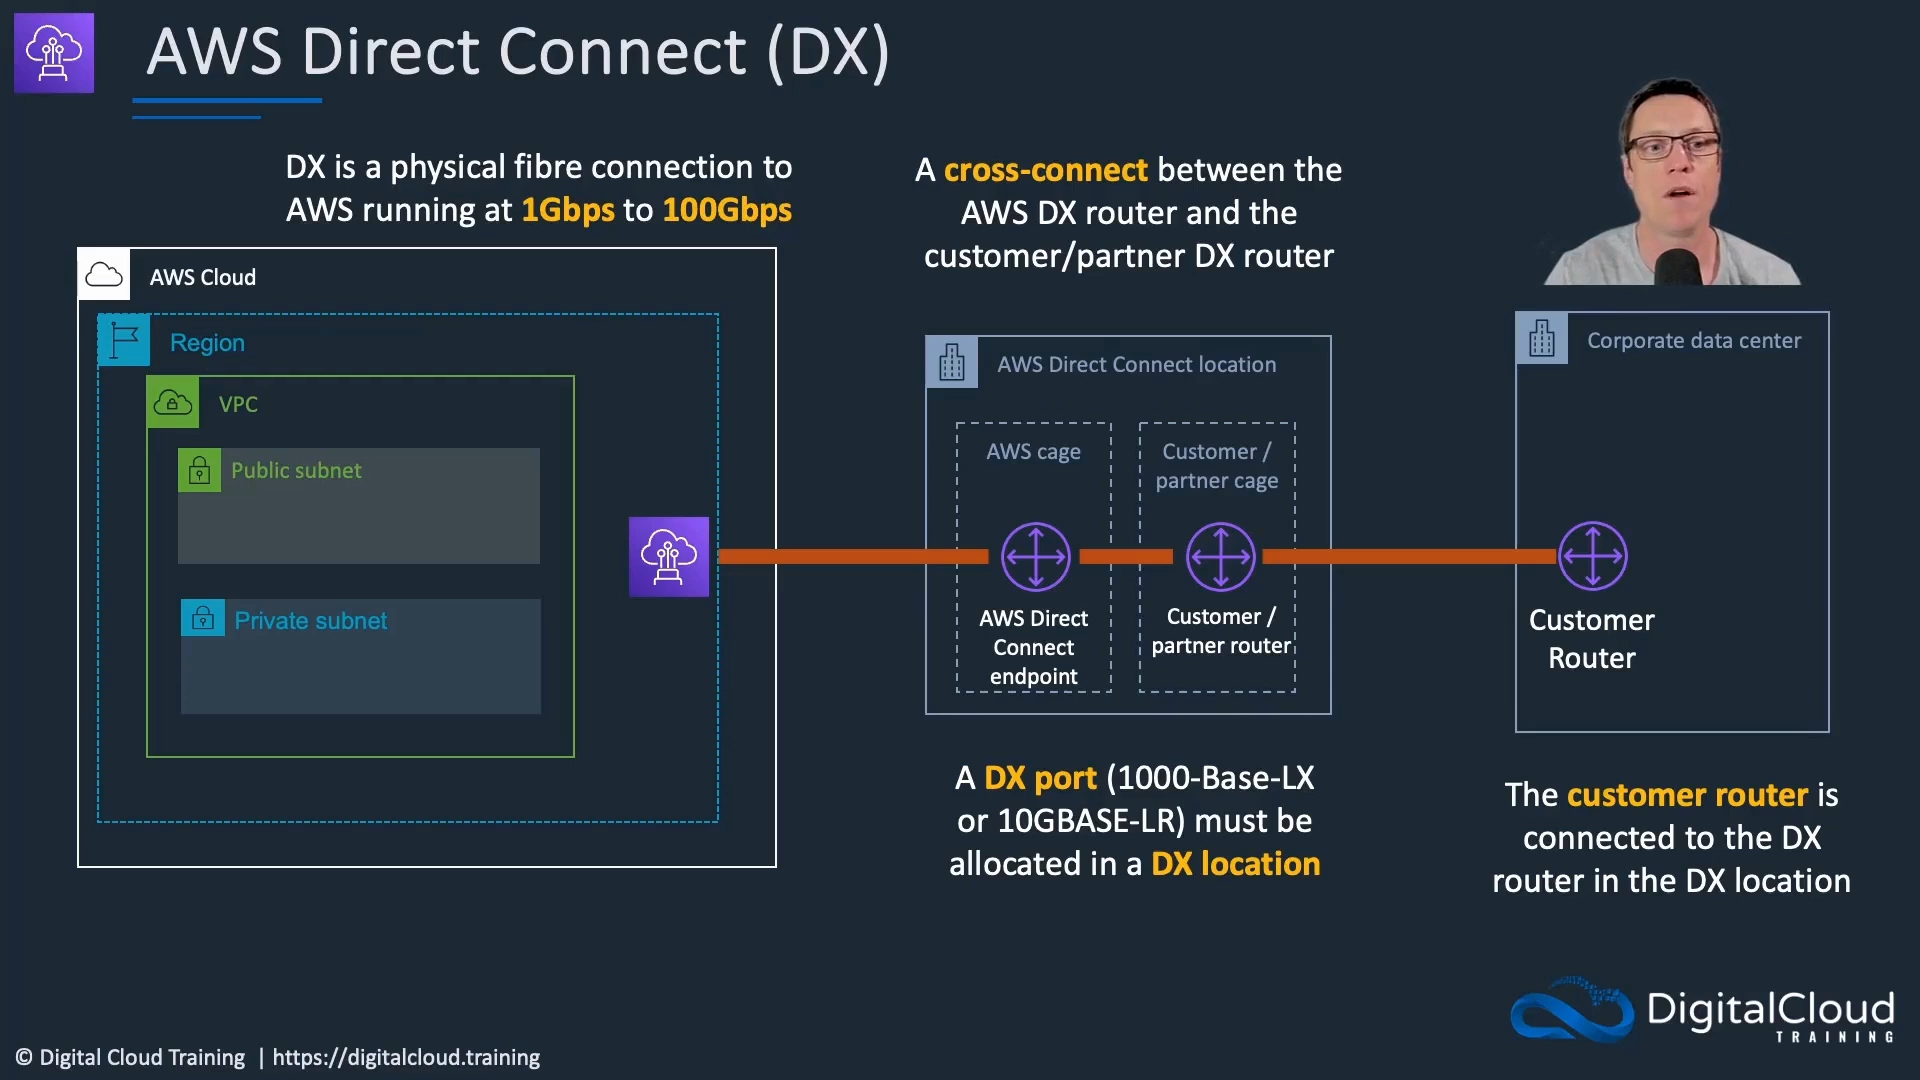 AWS Direct Connect (DX)
DX is a physical fibre connection to
AWS running at 1Gbps to 100Gbps
A cross-connect between the
AWS DX router and the
customer/partner DX router
AWS Cloud
Region
VPC
Public subnet
Private subnet
AWS Direct Connect location
AWS cage
Customer /
partner cage
AWS Direct
Connect
endpoint
Customer /
partner router
Corporate data center
Customer
Router
A DX port (1000-Base-LX
or 10GBASE-LR) must be
allocated in a DX location
The customer router is
connected to the DX
router in the DX location
DigitalCloud
TRAINING
© Digital Cloud Training | https://digitalcloud.training